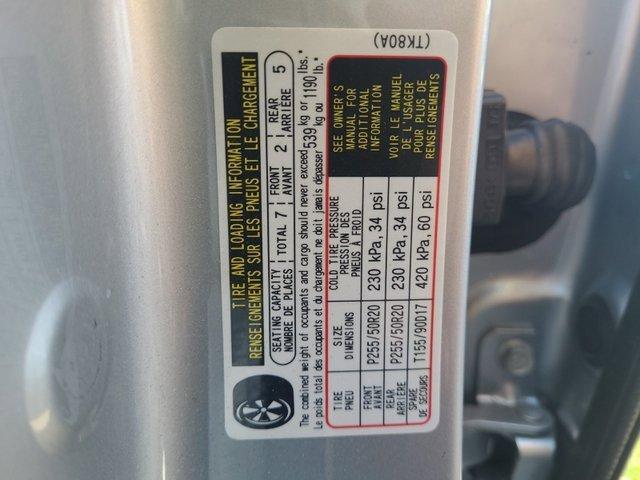 TIRE AND LOADING INFORMATION
RENSEIGNEMENTS SUR LES PNEUS ET LE CHARGEMENT
SEATING CAPACITY TOTAL 7 FRONT 2 REAR 5
NOMBRE DE PLACES AVANT ARRIÈRE
The combined weight of occupants and cargo should never exceed 539 kg or 1190 lbs.*
Le poids total des occupants et du chargement ne doit jamais dépasser kg ou lb.*
TIRE SIZE COLD TIRE PRESSURE SEE OWNER'S
PNEU DIMENSIONS PRESSION DES MANUAL FOR
PNEUS À FROID ADDITIONAL
INFORMATION
FRONT P255/50R20 230 kPa, 34 psi
AVANT
REAR P255/50R20 230 kPa, 34 psi VOIR LE MANUEL
ARRIÈRE DE L'USAGER
SPARE T155/90D17 420 kPa, 60 psi POUR PLUS DE
DE SECOURS RENSEIGNEMENTS
(TK80A)